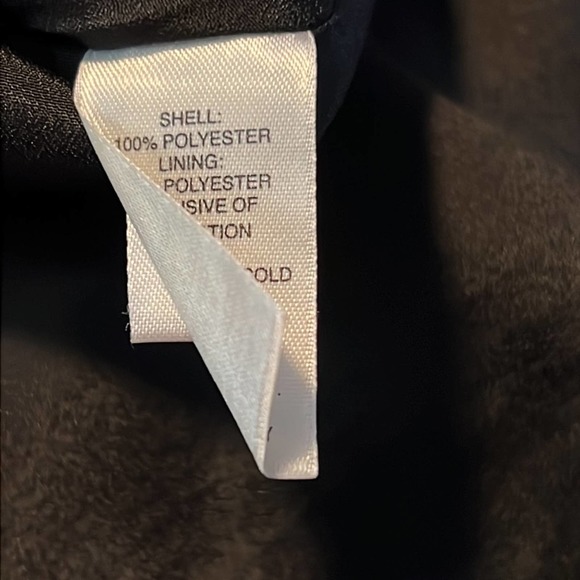 SHELL:
100% POLYESTER
LINING:
POLYESTER
SIVE OF
TION
OLD